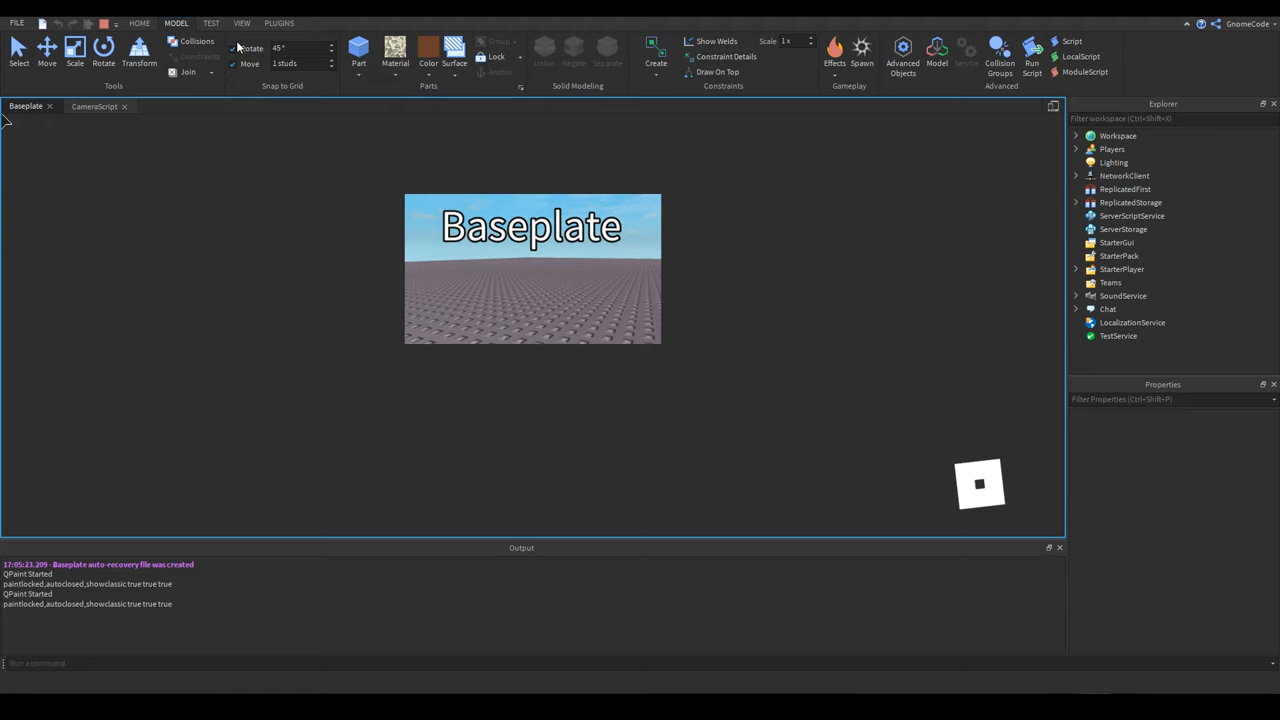 FILE
HOME
MODEL
TEST
VIEW
PLUGINS
GnomeCode
Select
Move
Scale
Rotate
Transform
Collisions
Constraints
Join
Tools
Rotate
45°
Move
1 studs
Snap to Grid
Part
Material
Color
Surface
Group
Lock
Anchor
Parts
Union
Negate
Separate
Solid Modeling
Create
Show Welds
Scale
1 x
Constraint Details
Draw On Top
Constraints
Effects
Spawn
Gameplay
Advanced
Objects
Model
Service
Collision
Groups
Run
Script
Script
LocalScript
ModuleScript
Advanced
Baseplate
CameraScript
Baseplate
Explorer
Filter workspace (Ctrl+Shift+X)
Workspace
Players
Lighting
NetworkClient
ReplicatedFirst
ReplicatedStorage
ServerScriptService
ServerStorage
StarterGui
StarterPack
StarterPlayer
Teams
SoundService
Chat
LocalizationService
TestService
Properties
Filter Properties (Ctrl+Shift+P)
Output
17:05:23.209 - Baseplate auto-recovery file was created
QPaint Started
paintlocked,autoclosed,showclassic true true true
QPaint Started
paintlocked,autoclosed,showclassic true true true
Run a command